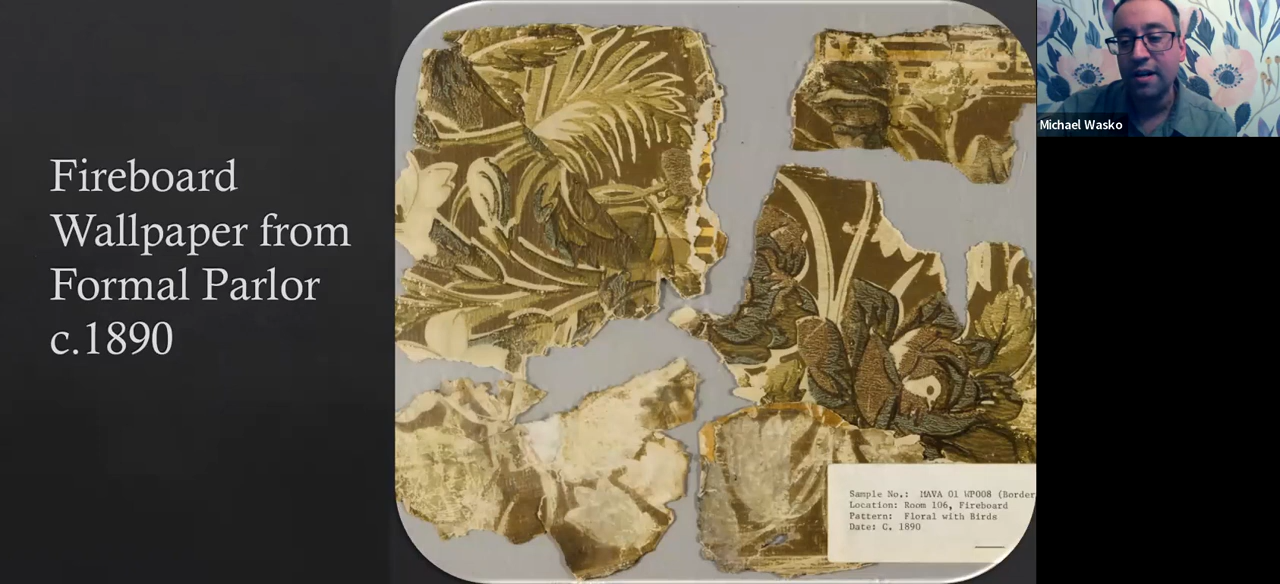 Fireboard
Wallpaper from
Formal Parlor
c.1890
Michael Wasko
Sample No.: MAVA 01 WP008 (Border
Location: Room 106, Fireboard
Pattern: Floral with Birds
Date: C. 1890